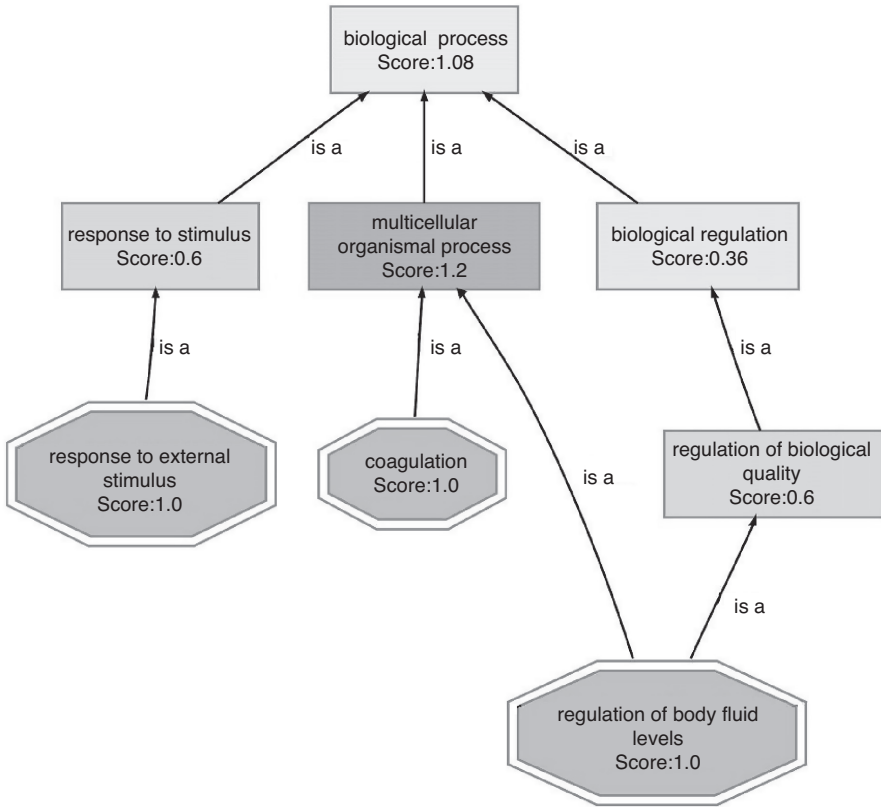 biological process
Score:1.08
is a
is a
is a
response to stimulus
Score:0.6
multicellular
organismal process
Score:1.2
biological regulation
Score:0.36
is a
is a
is a
response to external
stimulus
Score:1.0
coagulation
Score:1.0
regulation of biological
quality
Score:0.6
is a
is a
regulation of body fluid
levels
Score:1.0